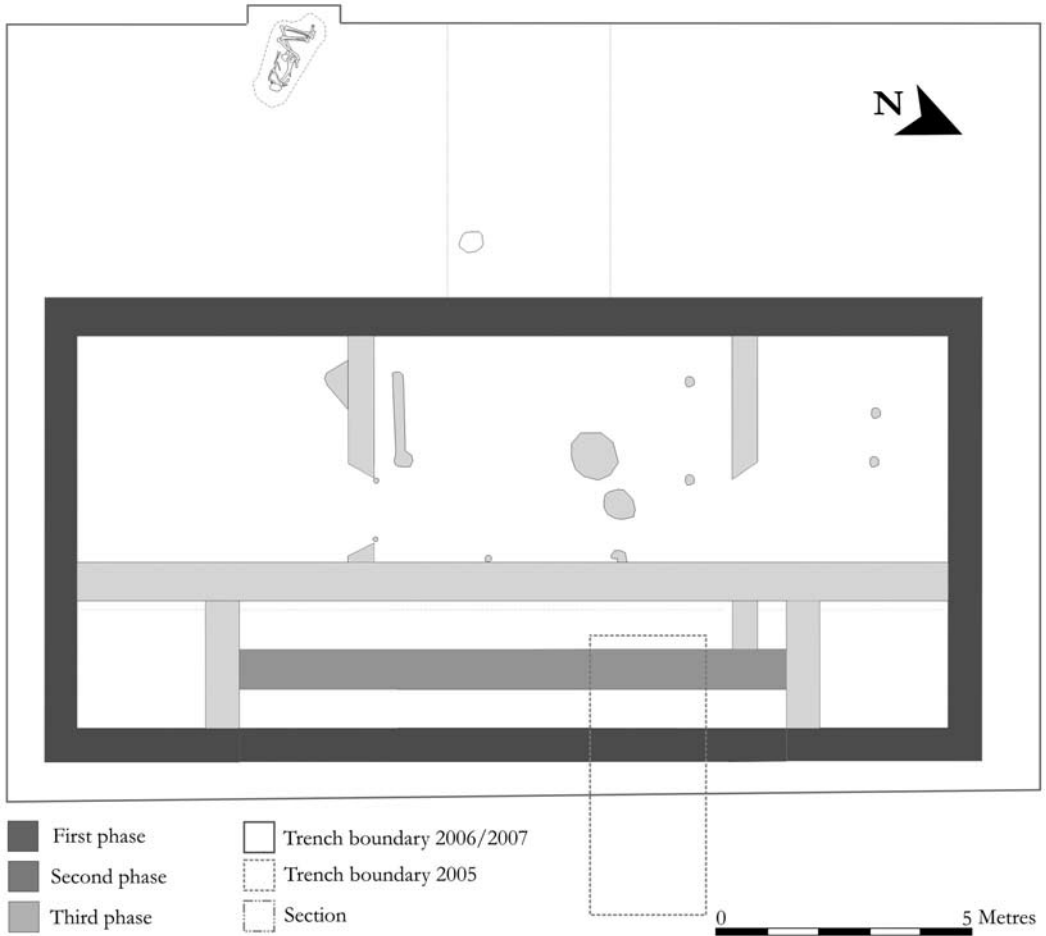 N
First phase
Second phase
Third phase
Trench boundary 2006/2007
Trench boundary 2005
Section
0 5 Metres